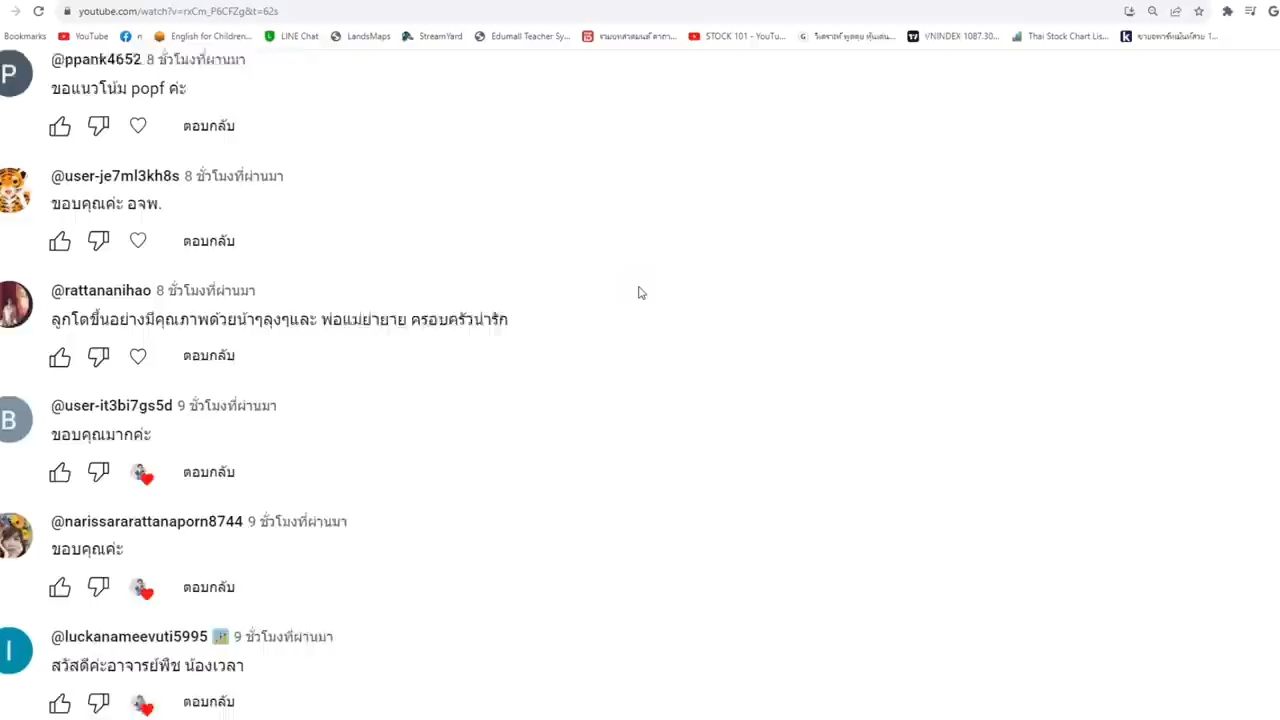 youtube.com/watch?v=rxCm_P6CFZg&t=62s
Bookmarks YouTube n English for Children... LINE Chat LandsMaps StreamYard Edumall Teacher Sy... STOCK 101 - YouTu... VNINDEX 1087.30... Thai Stock Chart Lis...
P @ppank4652 8 ชั่วโมงที่ผ่านมา
ขอแนวโน้ม popf ค่ะ
ตอบกลับ
@user-je7ml3kh8s 8 ชั่วโมงที่ผ่านมา
ขอบคุณค่ะ อจพ.
ตอบกลับ
@rattananihao 8 ชั่วโมงที่ผ่านมา
ลูกโตขึ้นอย่างมีคุณภาพด้วยน้าๆลุงๆและ พ่อแม่ย่ายาย ครอบครัวน่ารัก
ตอบกลับ
B @user-it3bi7gs5d 9 ชั่วโมงที่ผ่านมา
ขอบคุณมากค่ะ
ตอบกลับ
@narissararattanaporn8744 9 ชั่วโมงที่ผ่านมา
ขอบคุณค่ะ
ตอบกลับ
I @luckanameevuti5995 9 ชั่วโมงที่ผ่านมา
สวัสดีค่ะอาจารย์พืช น้องเวลา
ตอบกลับ